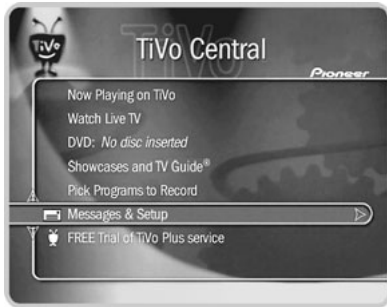 TiVo
TiVo Central
Pioneer
Now Playing on TiVo
Watch Live TV
DVD: No disc inserted
Showcases and TV Guide®
Pick Programs to Record
Messages & Setup
FREE Trial of TiVo Plus service